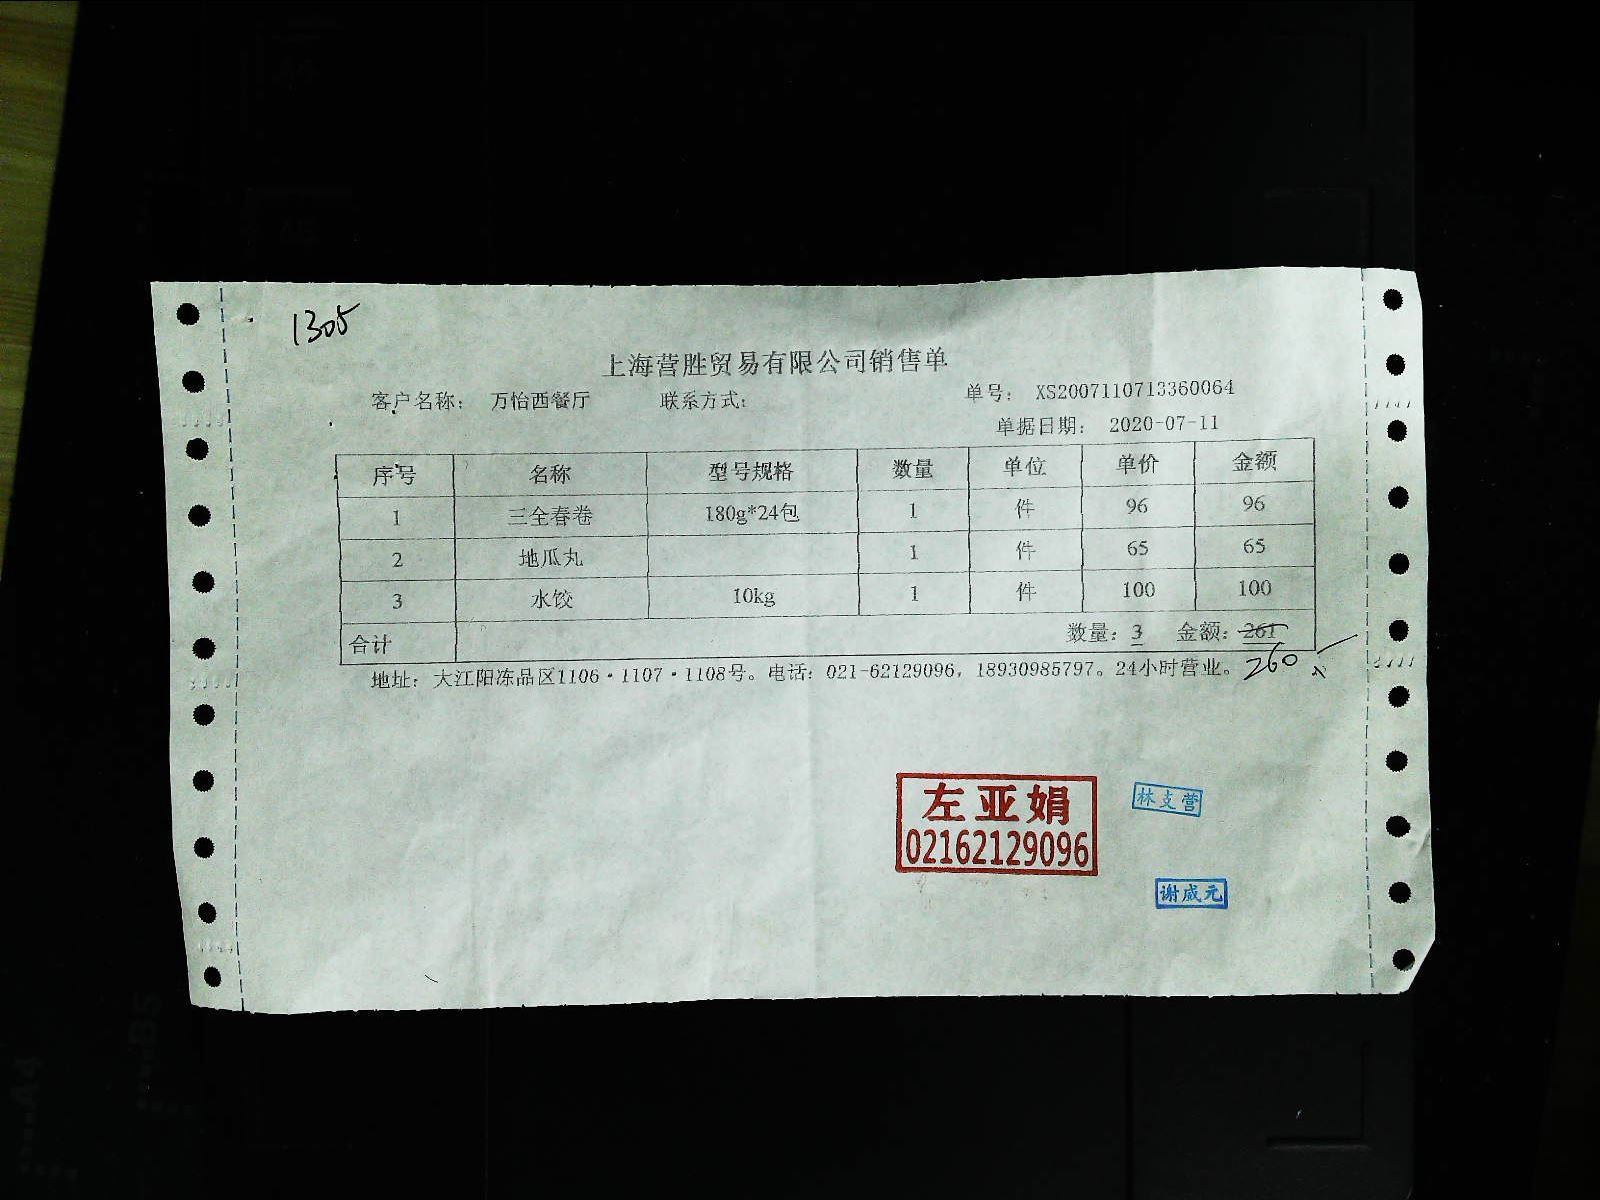 1305
上海营胜贸易有限公司销售单
客户名称： 万怡西餐厅 联系方式： 单号： XS2007110713360064
单据日期： 2020-07-11
序号 名称 型号规格 数量 单位 单价 金额
1 三全春卷 180g*24包 1 件 96 96
2 地瓜丸 1 件 65 65
3 水饺 10kg 1 件 100 100
合计 数量：3 金额：261
260
地址：大江阳冻品区1106·1107·1108号。电话：021-62129096，18930985797。24小时营业。
左亚娟
02162129096
林支营
谢威元